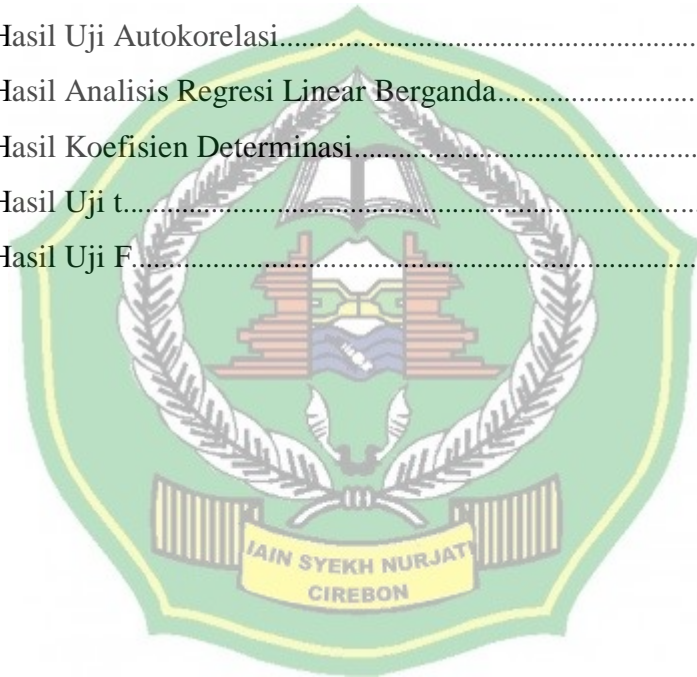 Hasil Uji Autokorelasi.......................................................
Hasil Analisis Regresi Linear Berganda...........................
Hasil Koefisien Determinasi..............................................
Hasil Uji t............................................................................
Hasil Uji F...........................................................................
IAIN SYEKH NURJATI
CIREBON